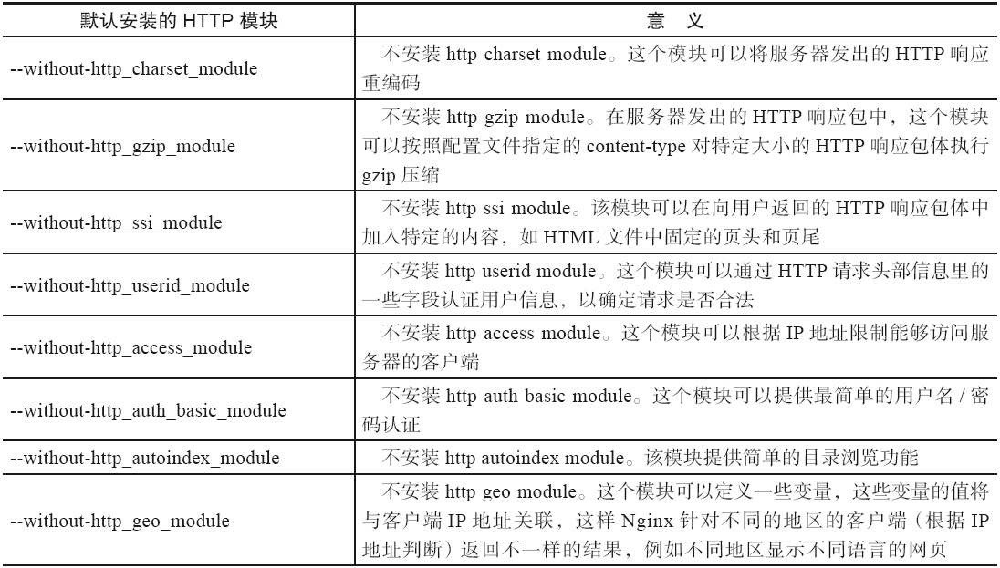 默认安装的 HTTP 模块
意 义
--without-http_charset_module
不安装 http charset module。这个模块可以将服务器发出的 HTTP 响应
重编码
--without-http_gzip_module
不安装 http gzip module。在服务器发出的 HTTP 响应包中，这个模块
可以按照配置文件指定的 content-type 对特定大小的 HTTP 响应包体执行
gzip 压缩
--without-http_ssi_module
不安装 http ssi module。该模块可以在向用户返回的 HTTP 响应包体中
加入特定的内容，如 HTML 文件中固定的页头和页尾
--without-http_userid_module
不安装 http userid module。这个模块可以通过 HTTP 请求头部信息里的
一些字段认证用户信息，以确定请求是否合法
--without-http_access_module
不安装 http access module。这个模块可以根据 IP 地址限制能够访问服
务器的客户端
--without-http_auth_basic_module
不安装 http auth basic module。这个模块可以提供最简单的用户名 / 密
码认证
--without-http_autoindex_module
不安装 http autoindex module。该模块提供简单的目录浏览功能
--without-http_geo_module
不安装 http geo module。这个模块可以定义一些变量，这些变量的值将
与客户端 IP 地址关联，这样 Nginx 针对不同的地区的客户端（根据 IP
地址判断）返回不一样的结果，例如不同地区显示不同语言的网页